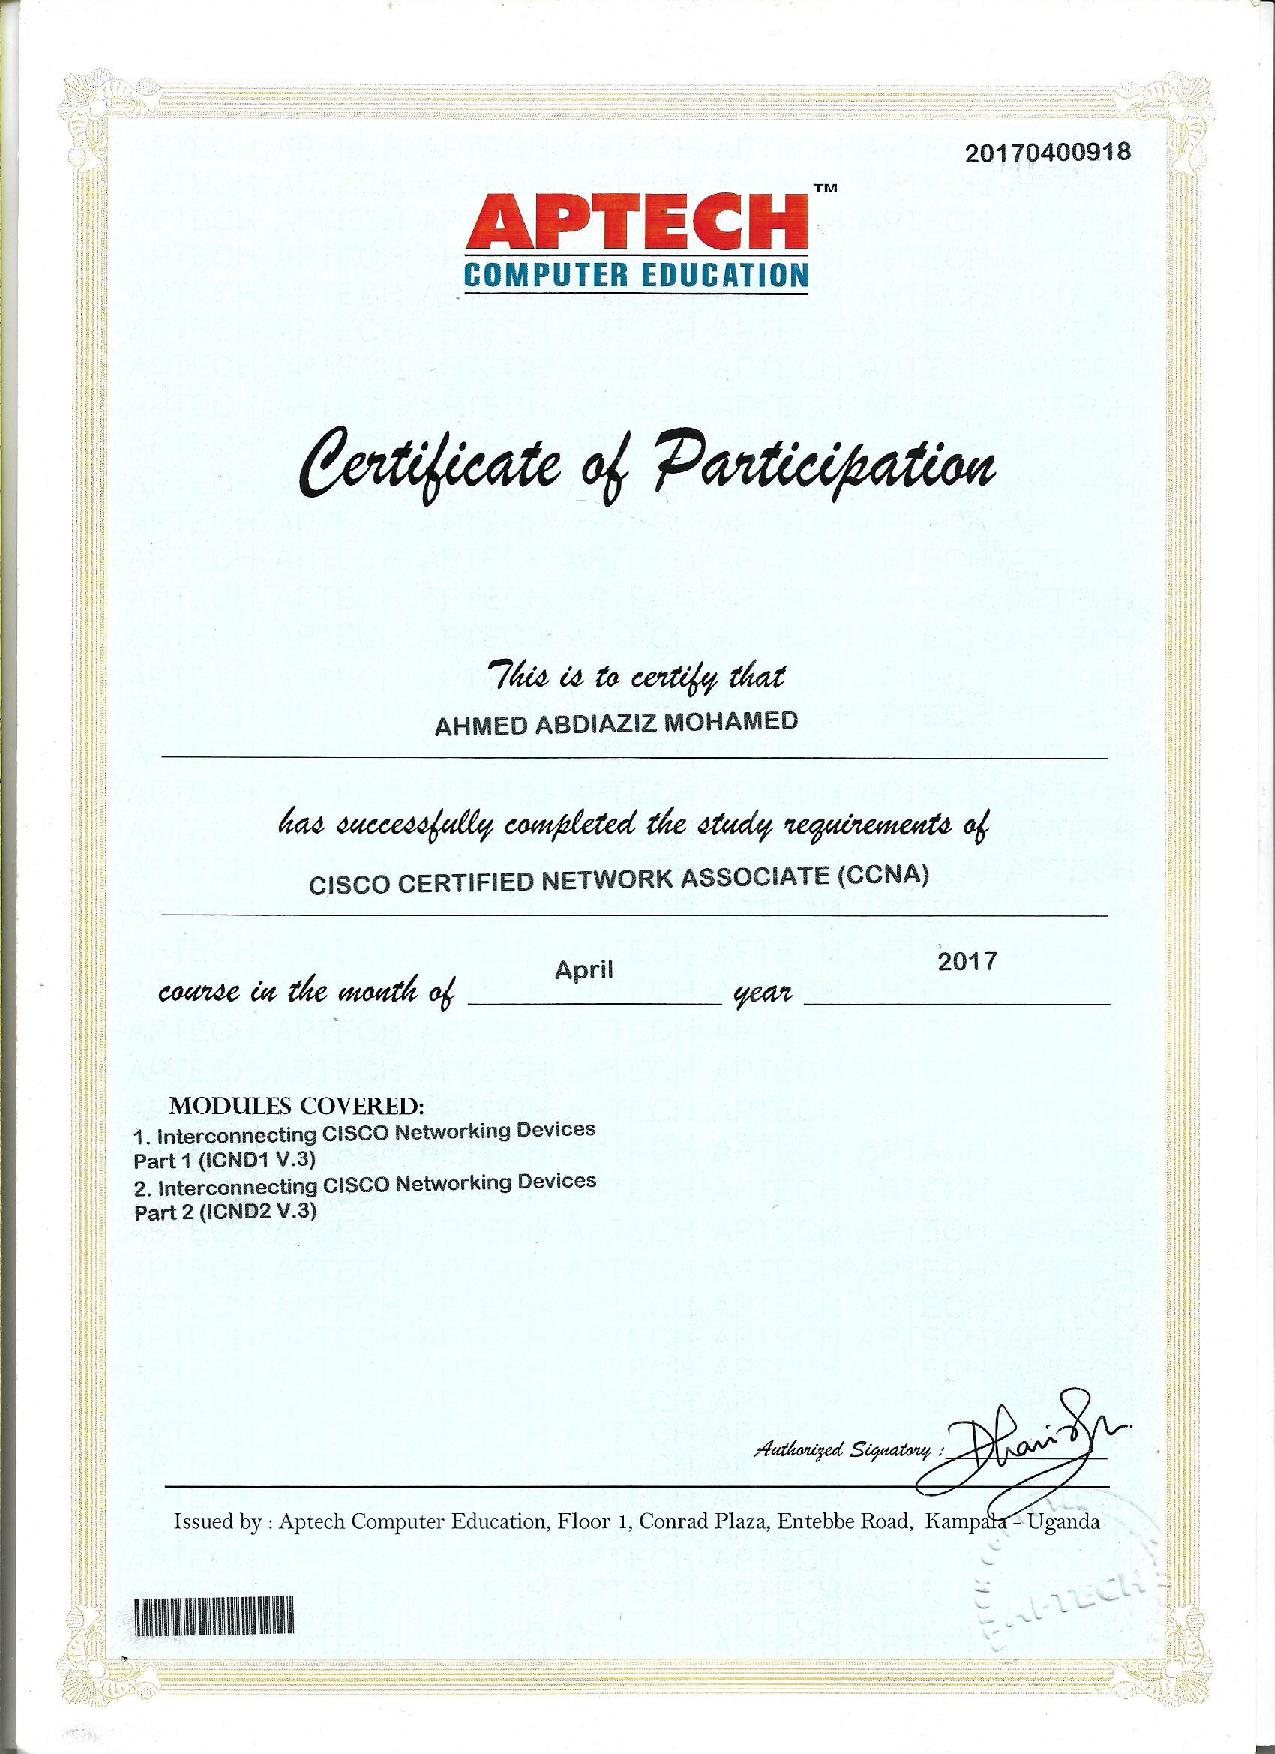 20170400918
APTECH™
COMPUTER EDUCATION
Certificate of Participation
This is to certify that
AHMED ABDIAZIZ MOHAMED
has successfully completed the study requirements of
CISCO CERTIFIED NETWORK ASSOCIATE (CCNA)
course in the month of April year 2017
MODULES COVERED:
1. Interconnecting CISCO Networking Devices
Part 1 (ICND1 V.3)
2. Interconnecting CISCO Networking Devices
Part 2 (ICND2 V.3)
Authorized Signatory :
Issued by : Aptech Computer Education, Floor 1, Conrad Plaza, Entebbe Road, Kampala – Uganda
APTECH